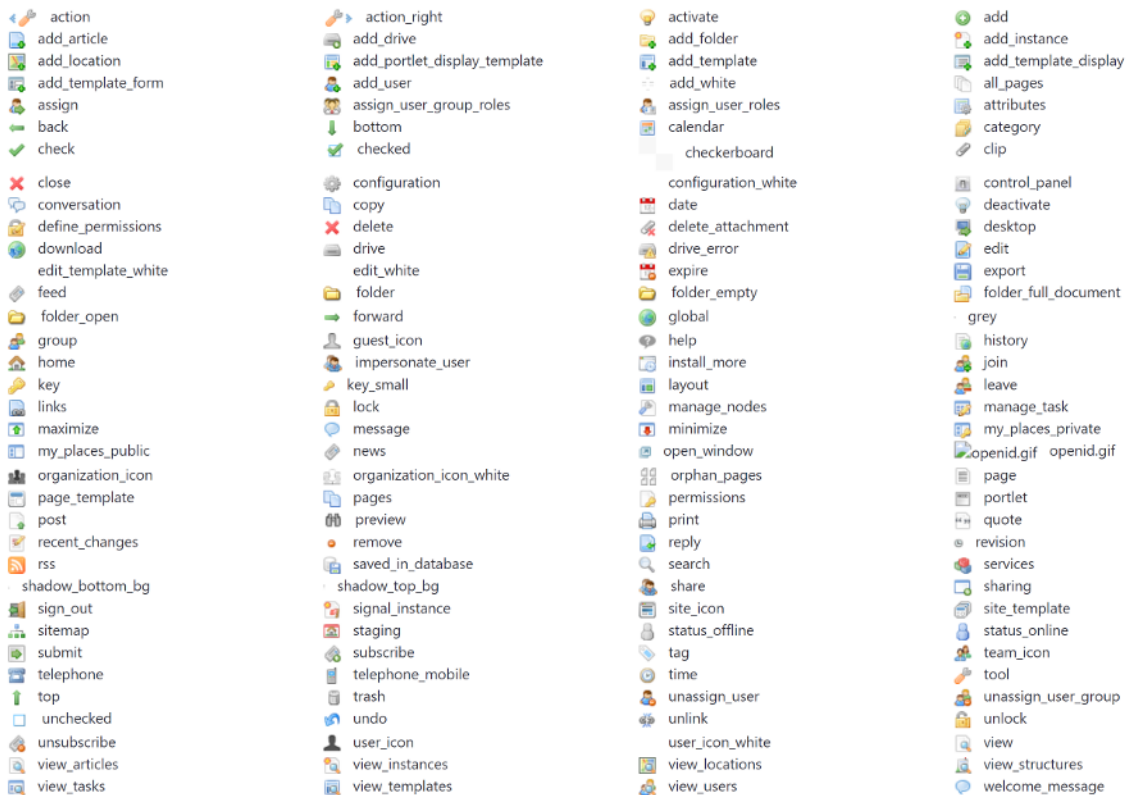 action action_right activate add
add_article add_drive add_folder add_instance
add_location add_portlet_display_template add_template add_template_display
add_template_form add_user add_white all_pages
assign assign_user_group_roles assign_user_roles attributes
back bottom calendar category
check checked checkerboard clip
close configuration configuration_white control_panel
conversation copy date deactivate
define_permissions delete delete_attachment desktop
download drive drive_error edit
edit_template_white edit_white expire export
feed folder folder_empty folder_full_document
folder_open forward global grey
group guest_icon help history
home impersonate_user install_more join
key key_small layout leave
links lock manage_nodes manage_task
maximize message minimize my_places_private
my_places_public news open_window openid.gif openid.gif
organization_icon organization_icon_white orphan_pages page
page_template pages permissions portlet
post preview print quote
recent_changes remove reply revision
rss saved_in_database search services
shadow_bottom_bg shadow_top_bg share sharing
sign_out signal_instance site_icon site_template
sitemap staging status_offline status_online
submit subscribe tag team_icon
telephone telephone_mobile time tool
top trash unassign_user unassign_user_group
unchecked undo unlink unlock
unsubscribe user_icon user_icon_white view
view_articles view_instances view_locations view_structures
view_tasks view_templates view_users welcome_message